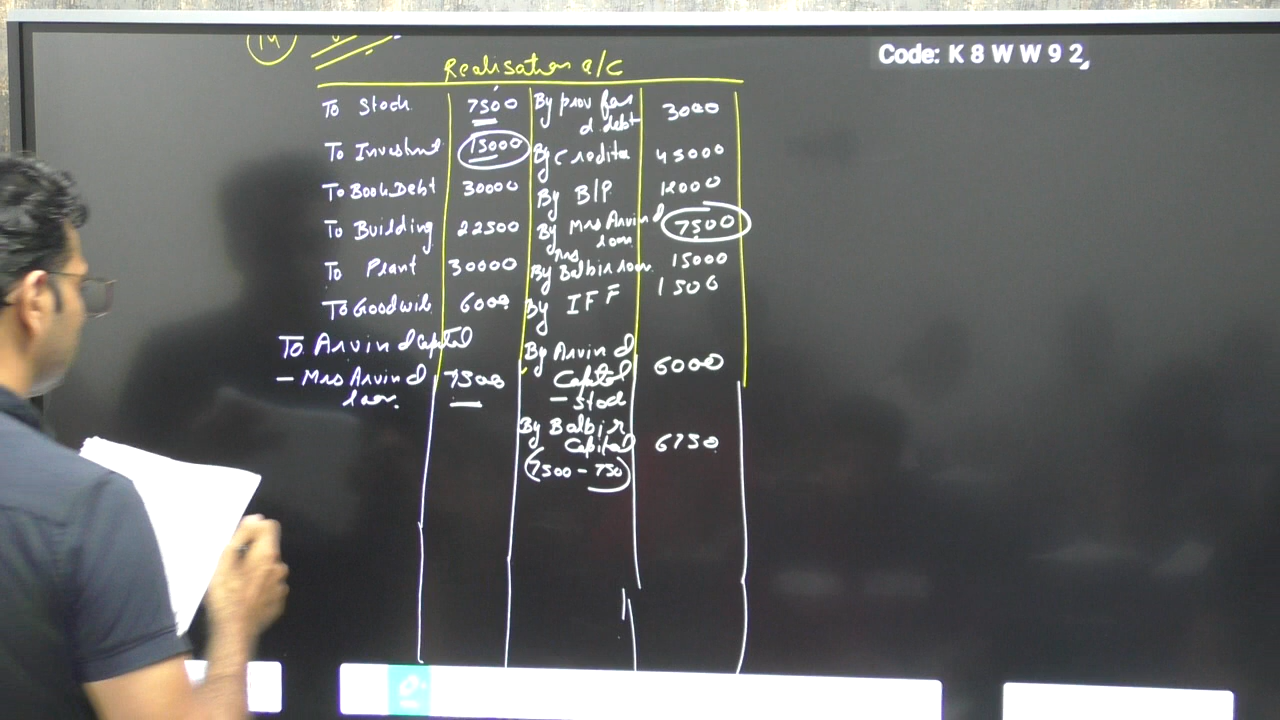 14
Code: K 8 W W 9 2
Realisation a/c
To Stock 7500 By prov for
d. debt 3000
To Investment 15000 By Creditor 45000
To Book Debt 30000 By B/P 12000
To Building 22500 By Mrs Arvind
loan 7500
To Plant 30000 By Mrs Balbir loan 15000
To Goodwill 6000 By IFF 1500
To Arvind Capital
- Mrs Arvind 7500
loan.
By Arvind
Capital 6000
- Stock
By Balbir
Capital 6750
(7500 - 750)